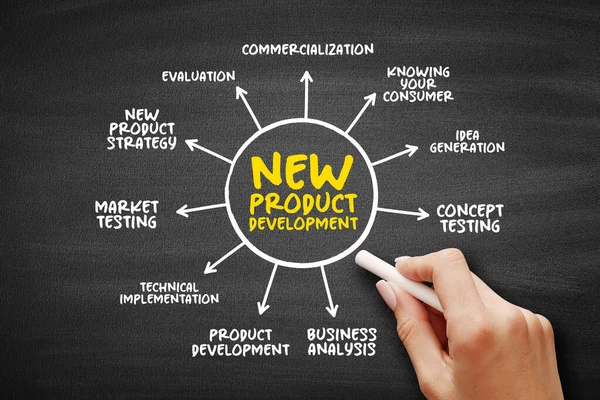 COMMERCIALIZATION
EVALUATION
KNOWING
YOUR
CONSUMER
NEW
PRODUCT
STRATEGY
IDEA
GENERATION
NEW
PRODUCT
DEVELOPMENT
MARKET
TESTING
CONCEPT
TESTING
TECHNICAL
IMPLEMENTATION
PRODUCT
DEVELOPMENT
BUSINESS
ANALYSIS